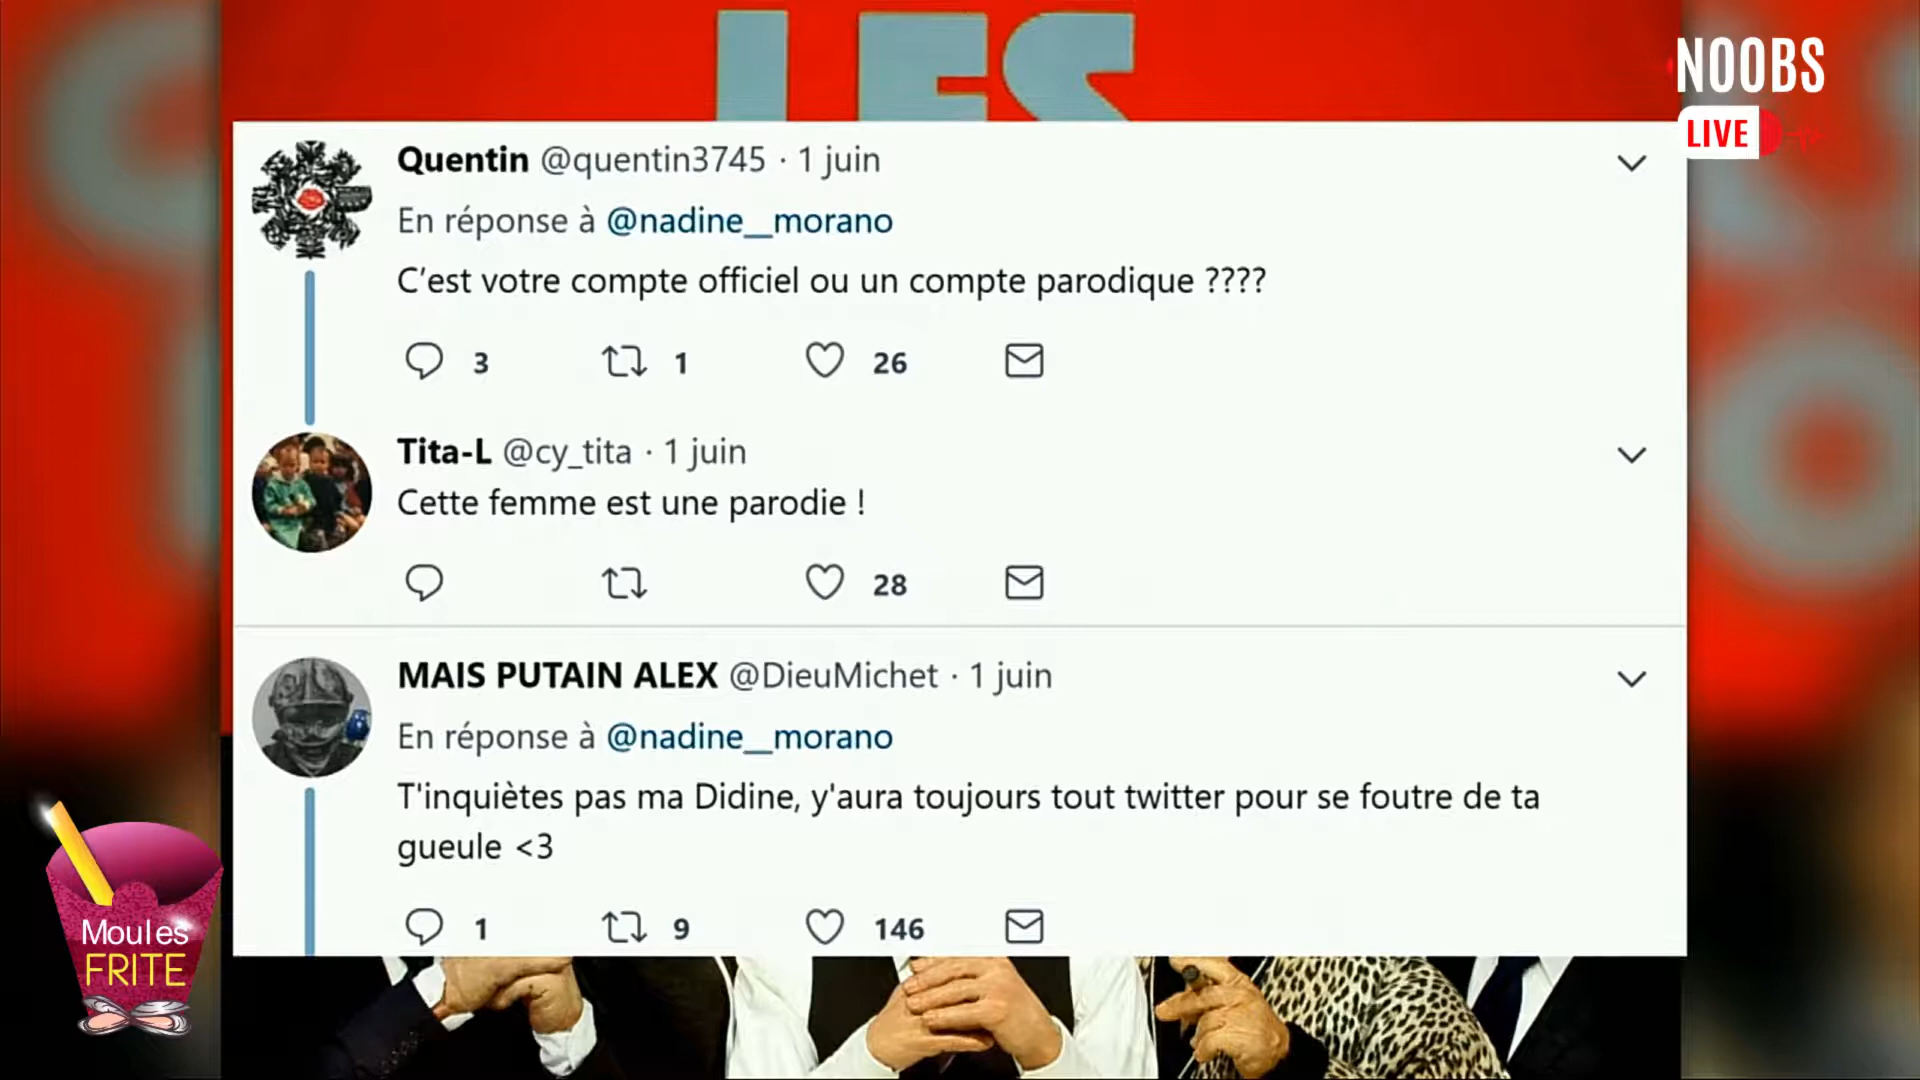 LES
NOOBS
LIVE
Quentin @quentin3745 · 1 juin
En réponse à @nadine__morano
C'est votre compte officiel ou un compte parodique ????
3 1 26
Tita-L @cy_tita · 1 juin
Cette femme est une parodie !
28
MAIS PUTAIN ALEX @DieuMichet · 1 juin
En réponse à @nadine__morano
T'inquiètes pas ma Didine, y'aura toujours tout twitter pour se foutre de ta
gueule <3
1 9 146
Moules
FRITE